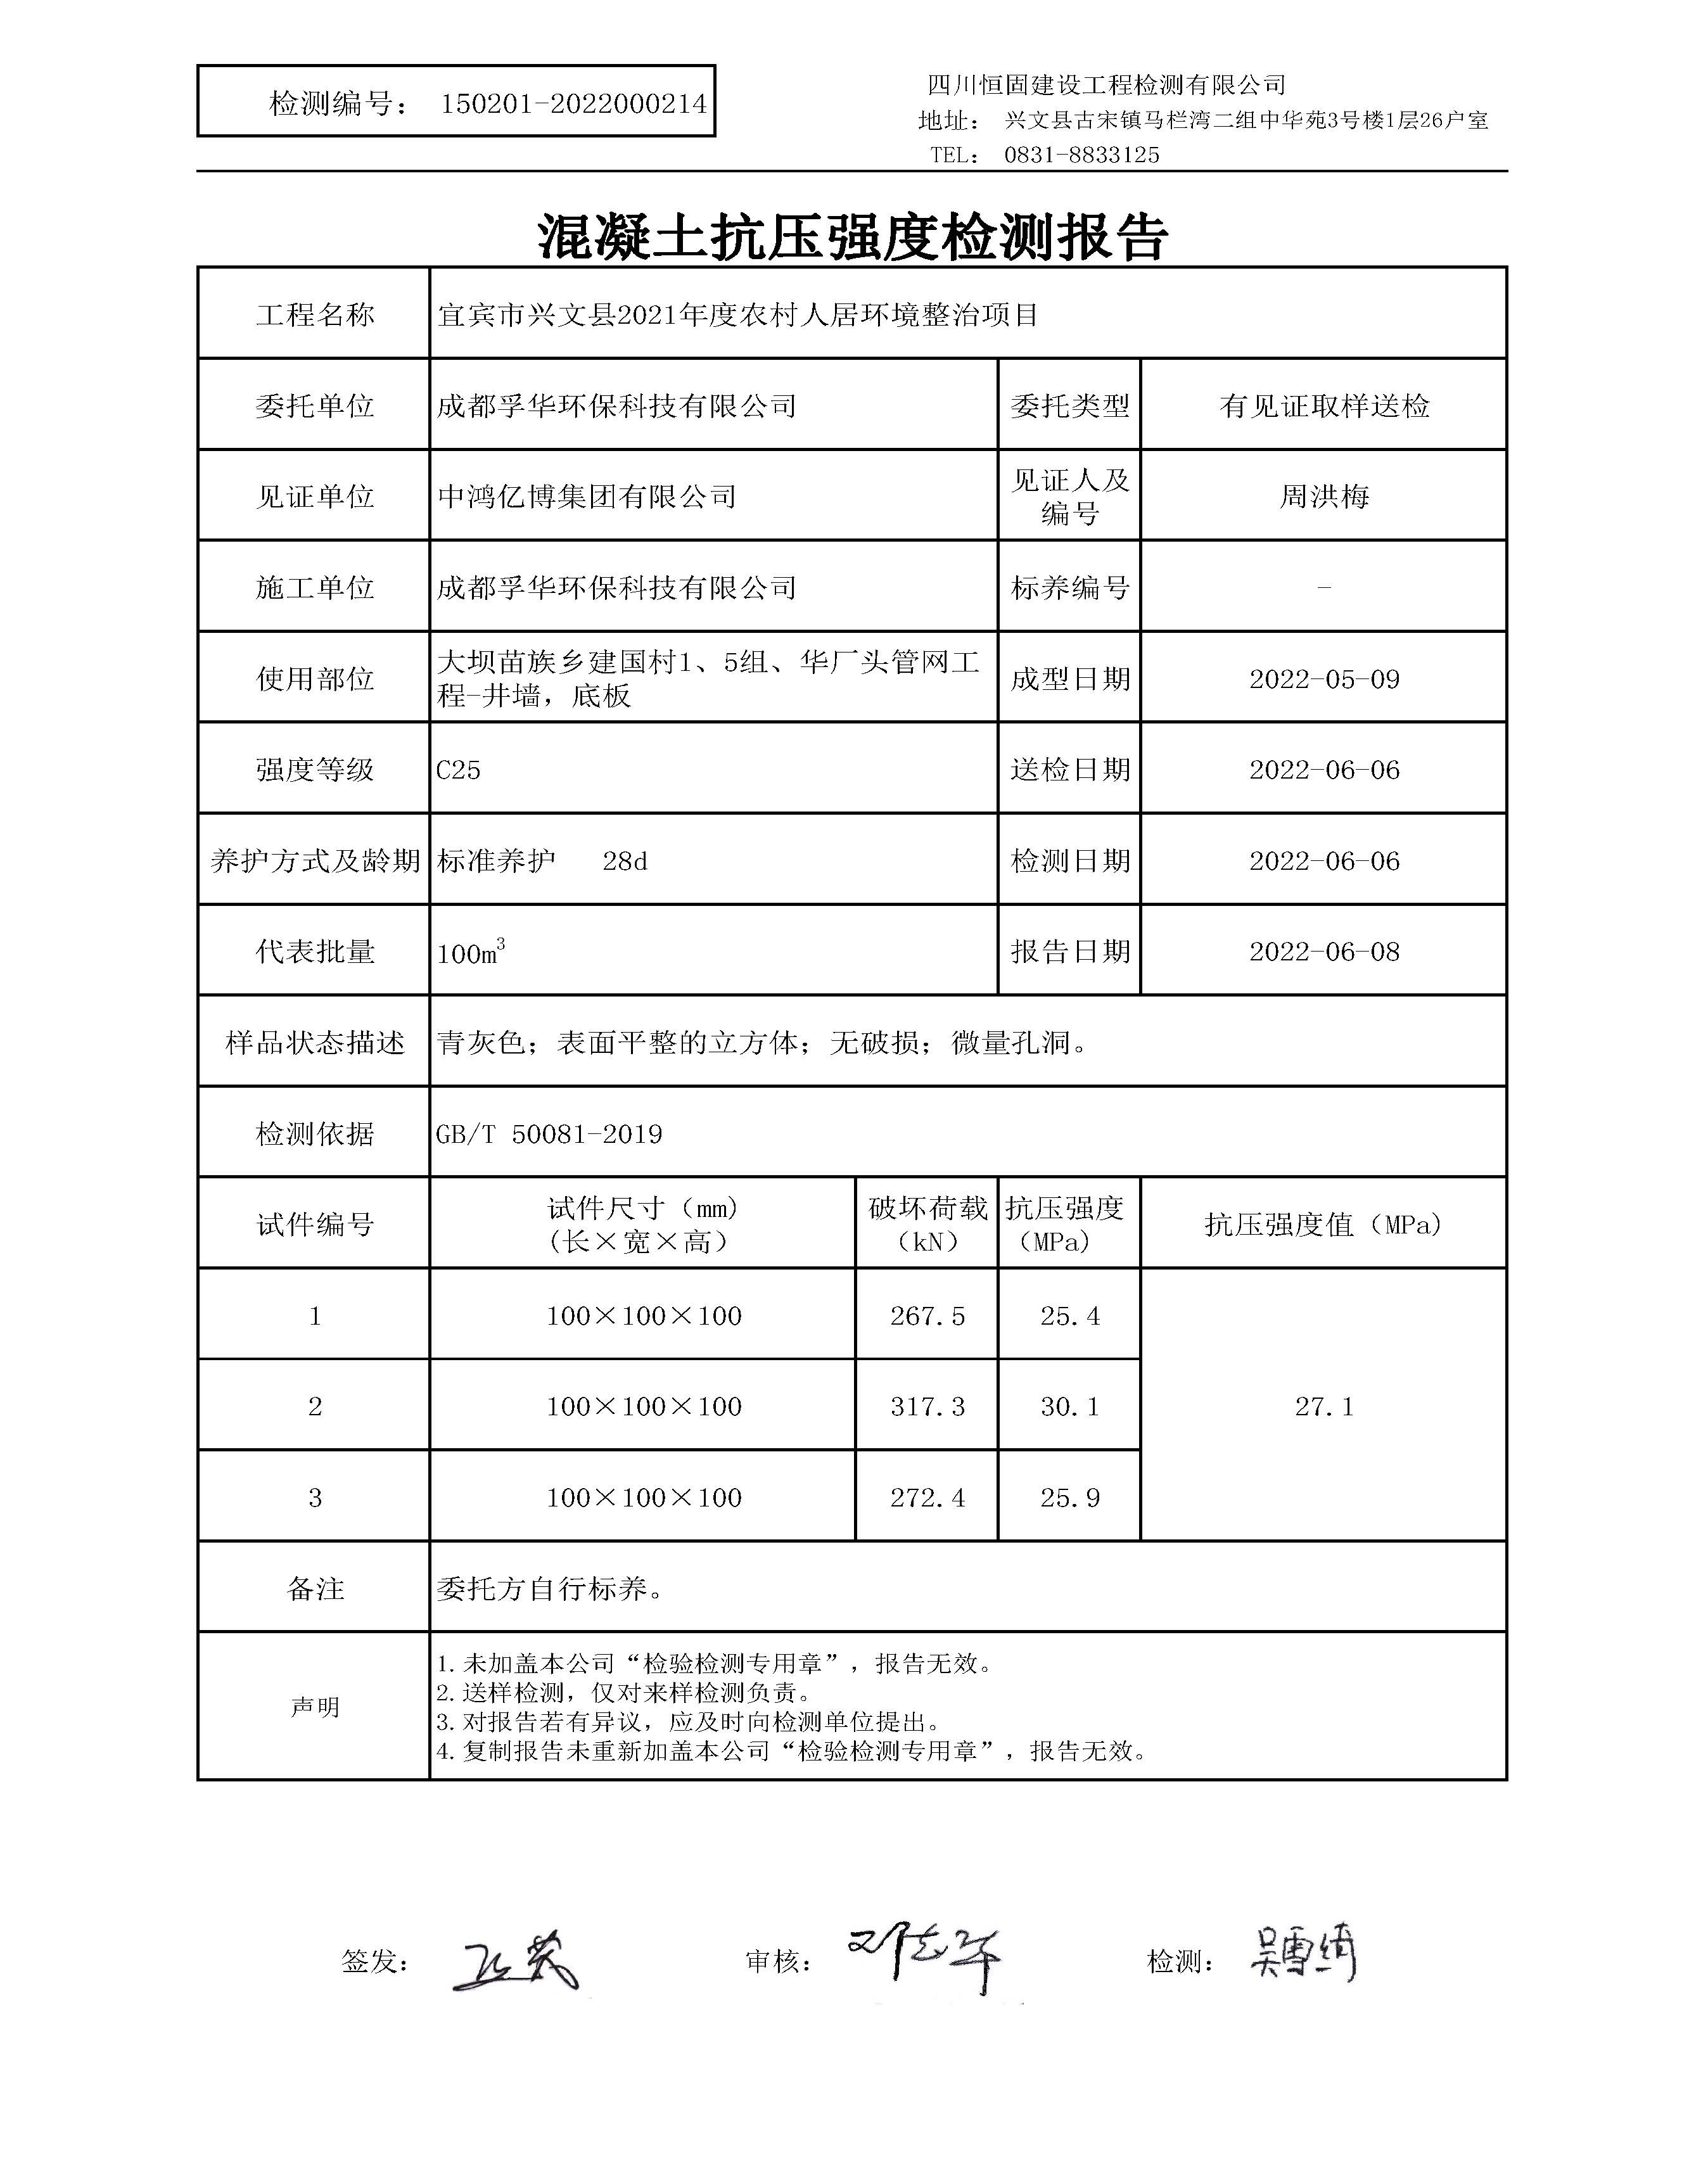 检测编号： 150201-2022000214
四川恒固建设工程检测有限公司
地址： 兴文县古宋镇马栏湾二组中华苑3号楼1层26户室
TEL： 0831-8833125
混凝土抗压强度检测报告
工程名称 宜宾市兴文县2021年度农村人居环境整治项目
委托单位 成都孚华环保科技有限公司 委托类型 有见证取样送检
见证单位 中鸿亿博集团有限公司 见证人及
编号 周洪梅
施工单位 成都孚华环保科技有限公司 标养编号 -
使用部位 大坝苗族乡建国村1、5组、华厂头管网工
程-井墙，底板 成型日期 2022-05-09
强度等级 C25 送检日期 2022-06-06
养护方式及龄期 标准养护 28d 检测日期 2022-06-06
代表批量 100m³ 报告日期 2022-06-08
样品状态描述 青灰色；表面平整的立方体；无破损；微量孔洞。
检测依据 GB/T 50081-2019
试件编号 试件尺寸（mm）
(长×宽×高） 破坏荷载
（kN） 抗压强度
（MPa） 抗压强度值（MPa）
1 100×100×100 267.5 25.4
2 100×100×100 317.3 30.1 27.1
3 100×100×100 272.4 25.9
备注 委托方自行标养。
声明
1.未加盖本公司“检验检测专用章”，报告无效。
2.送样检测，仅对来样检测负责。
3.对报告若有异议，应及时向检测单位提出。
4.复制报告未重新加盖本公司“检验检测专用章”，报告无效。
签发： 审核： 检测： 吴雪绮